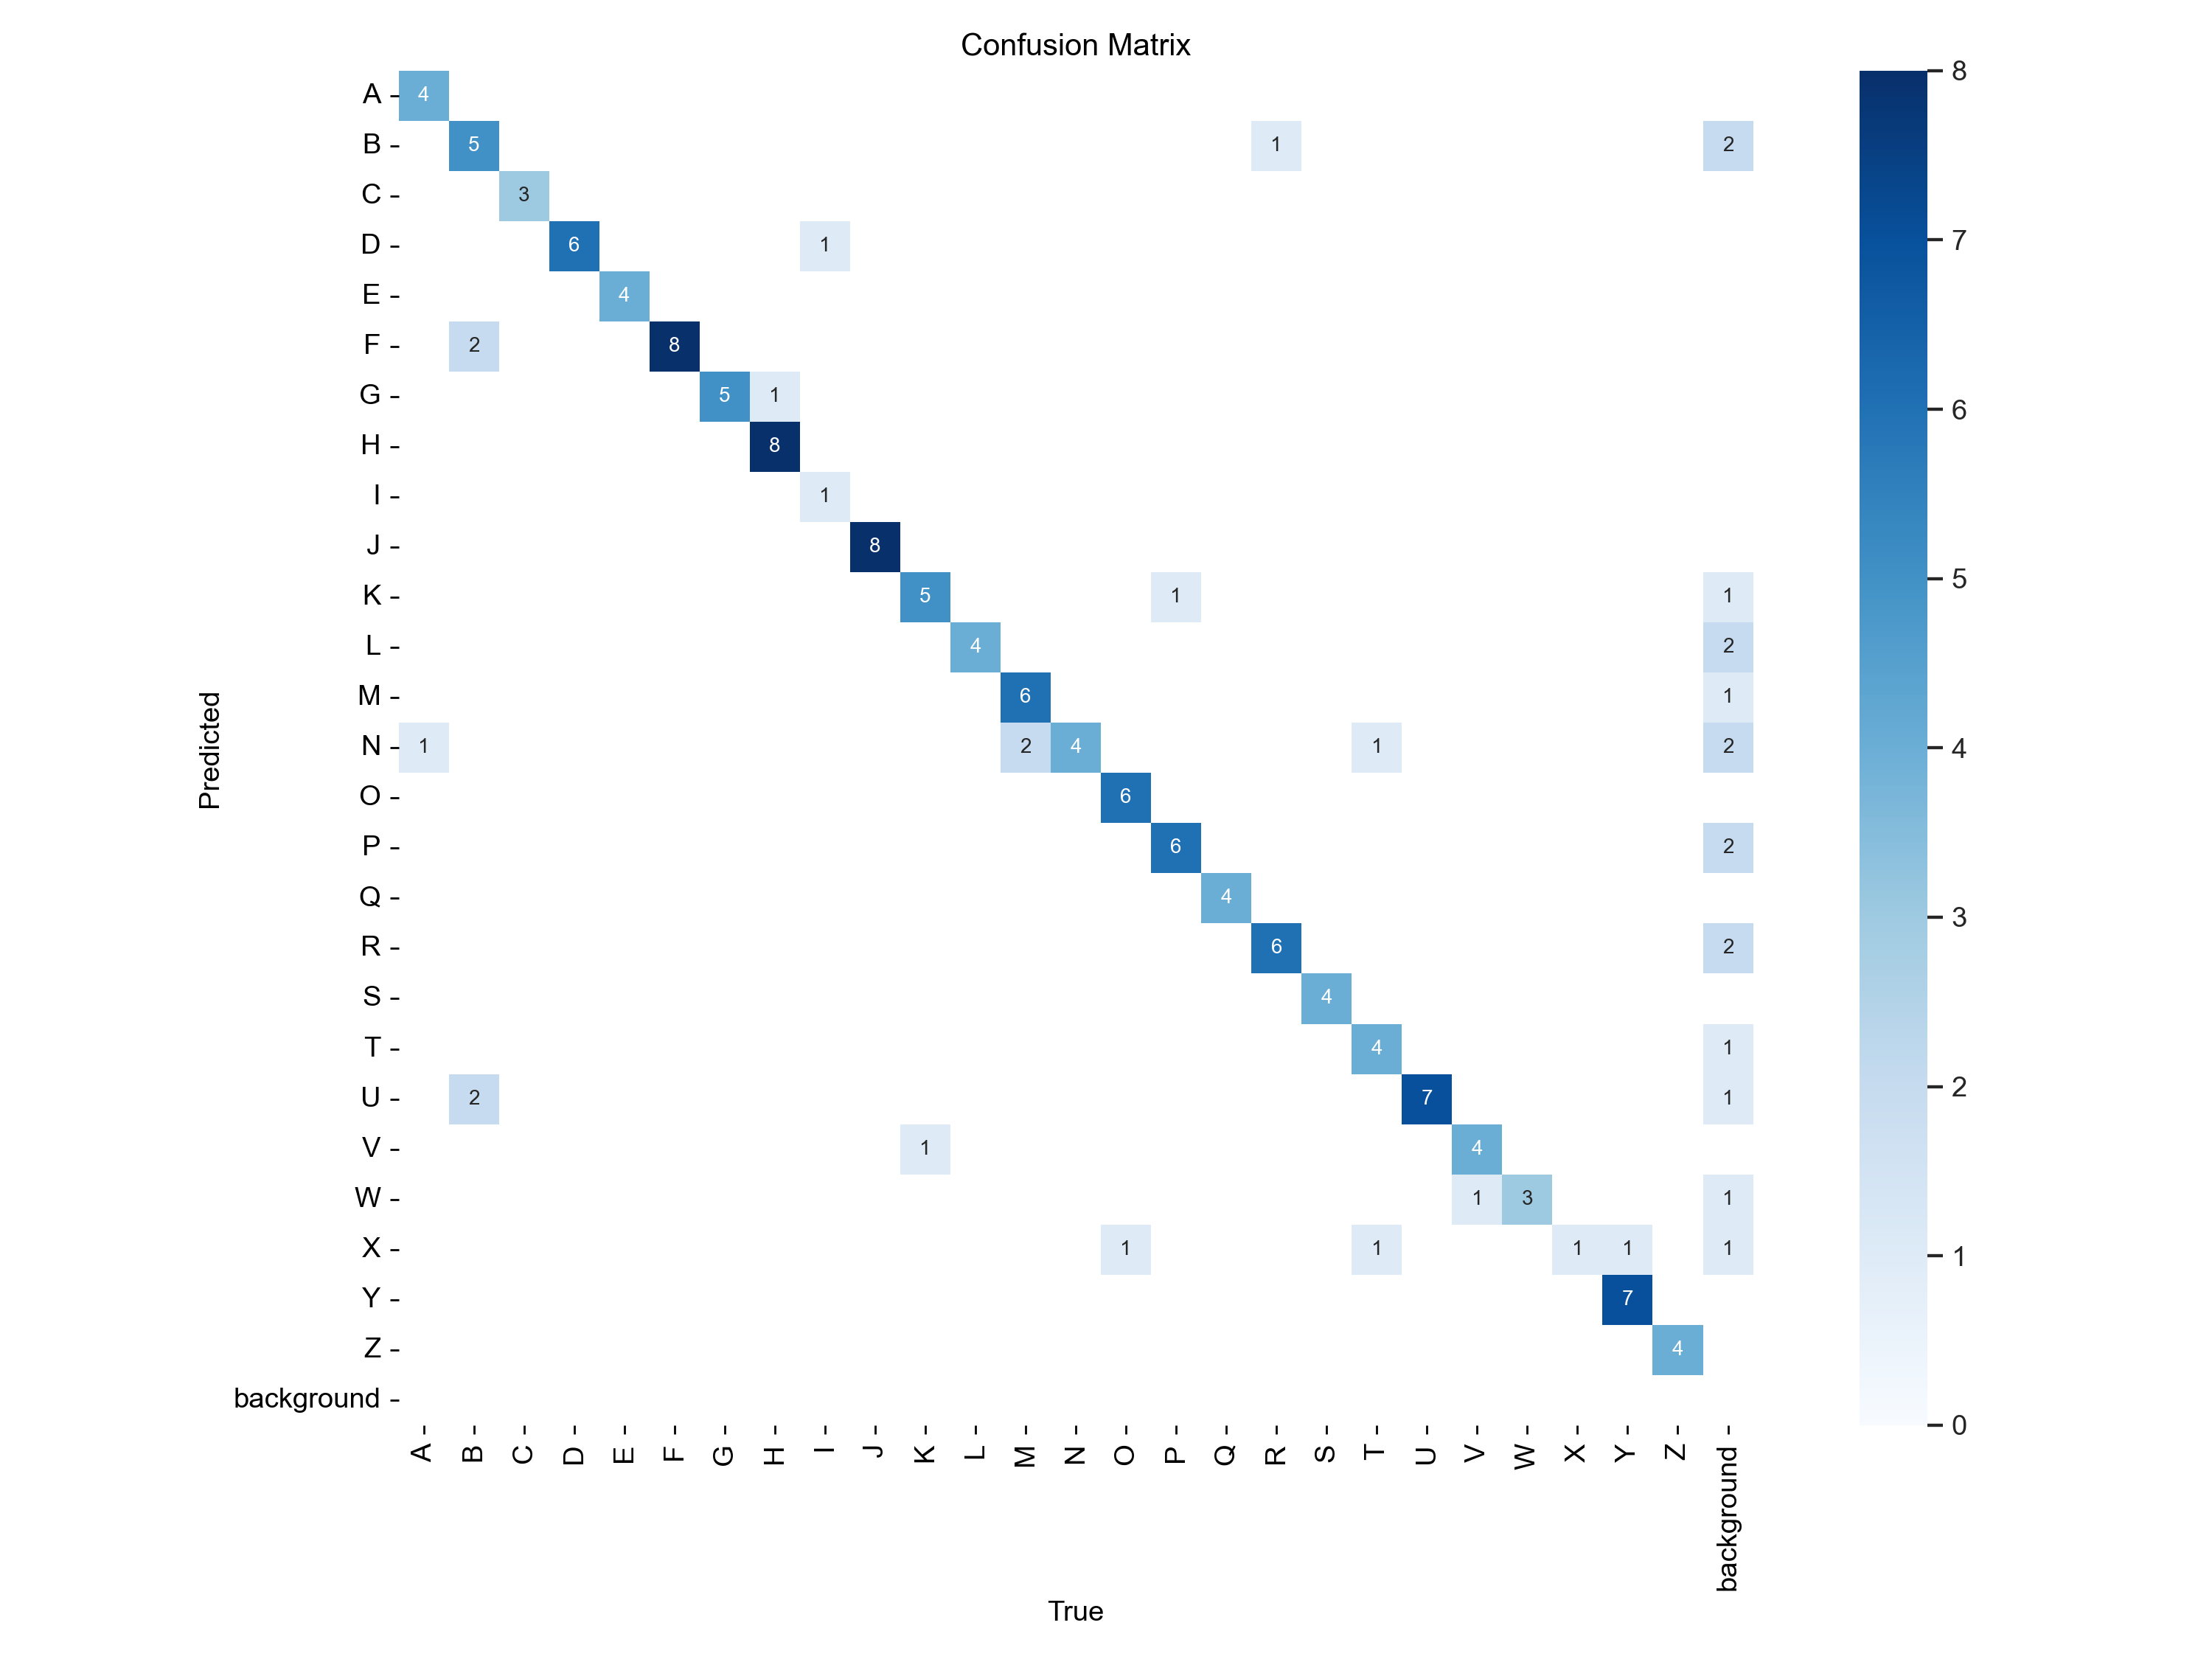 Confusion Matrix
A 4
B 5 1 2
C 3
D 6 1
E 4
F 2 8
G 5 1
H 8
I 1
J 8
K 5 1 1
L 4 2
M 6 1
N 1 2 4 1 2
O 6
P 6 2
Q 4
R 6 2
S 4
T 4 1
U 2 7 1
V 1 4
W 1 3 1
X 1 1 1 1 1
Y 7
Z 4
background
A B C D E F G H I J K L M N O P Q R S T U V W X Y Z background
True
Predicted
8
7
6
5
4
3
2
1
0